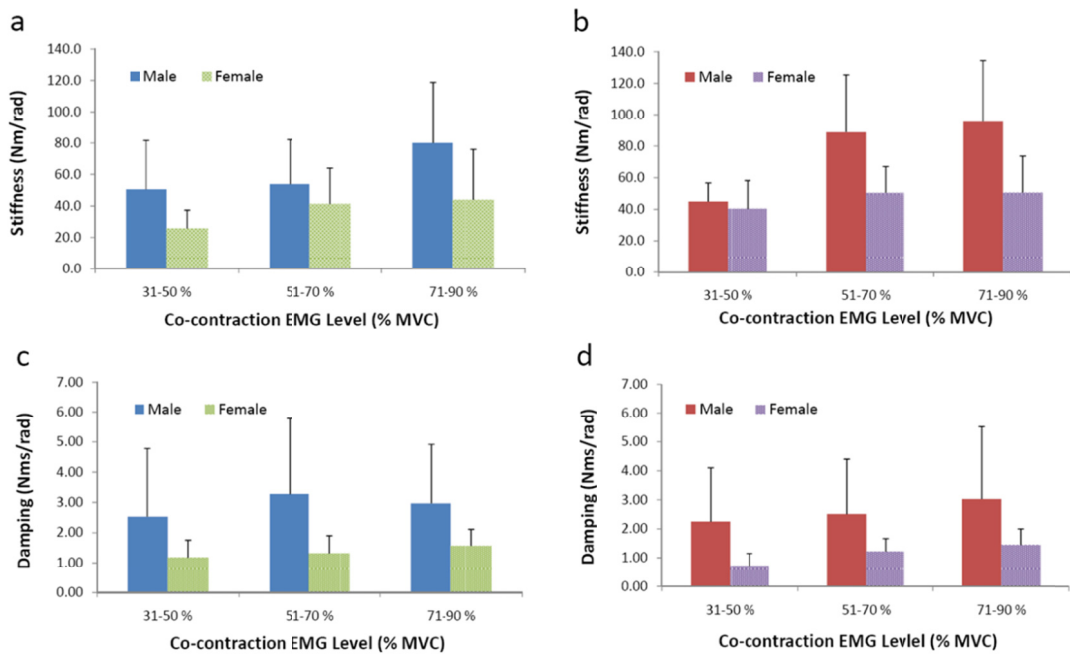 a
140.0
120.0
100.0
80.0
60.0
40.0
20.0
0.0
Stiffness (Nm/rad)
Male Female
31-50 % 51-70 % 71-90 %
Co-contraction EMG Level (% MVC)
b
140.0
120.0
100.0
80.0
60.0
40.0
20.0
0.0
Stiffness (Nm/rad)
Male Female
31-50 % 51-70 % 71-90 %
Co-contraction EMG Level (% MVC)
c
7.00
6.00
5.00
4.00
3.00
2.00
1.00
0.00
Damping (Nms/rad)
Male Female
31-50 % 51-70 % 71-90 %
Co-contraction EMG Level (% MVC)
d
7.00
6.00
5.00
4.00
3.00
2.00
1.00
0.00
Damping (Nms/rad)
Male Female
31-50 % 51-70 % 71-90 %
Co-contraction EMG Levlel (% MVC)